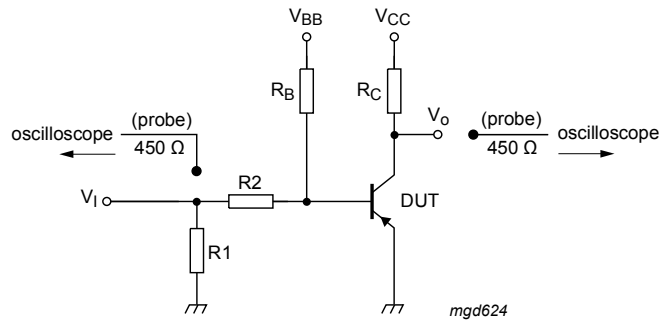 V_BB V_CC
R_B R_C
(probe) V_o (probe)
oscilloscope oscilloscope
450 Ω 450 Ω
R2
V_I DUT
R1
mgd624